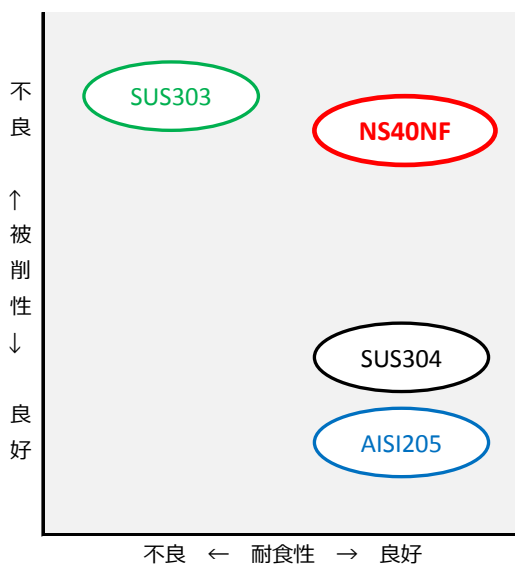 SUS303
NS40NF
SUS304
AISI205
不良 ↑ 被削性 ↓ 良好
不良 ← 耐食性 → 良好